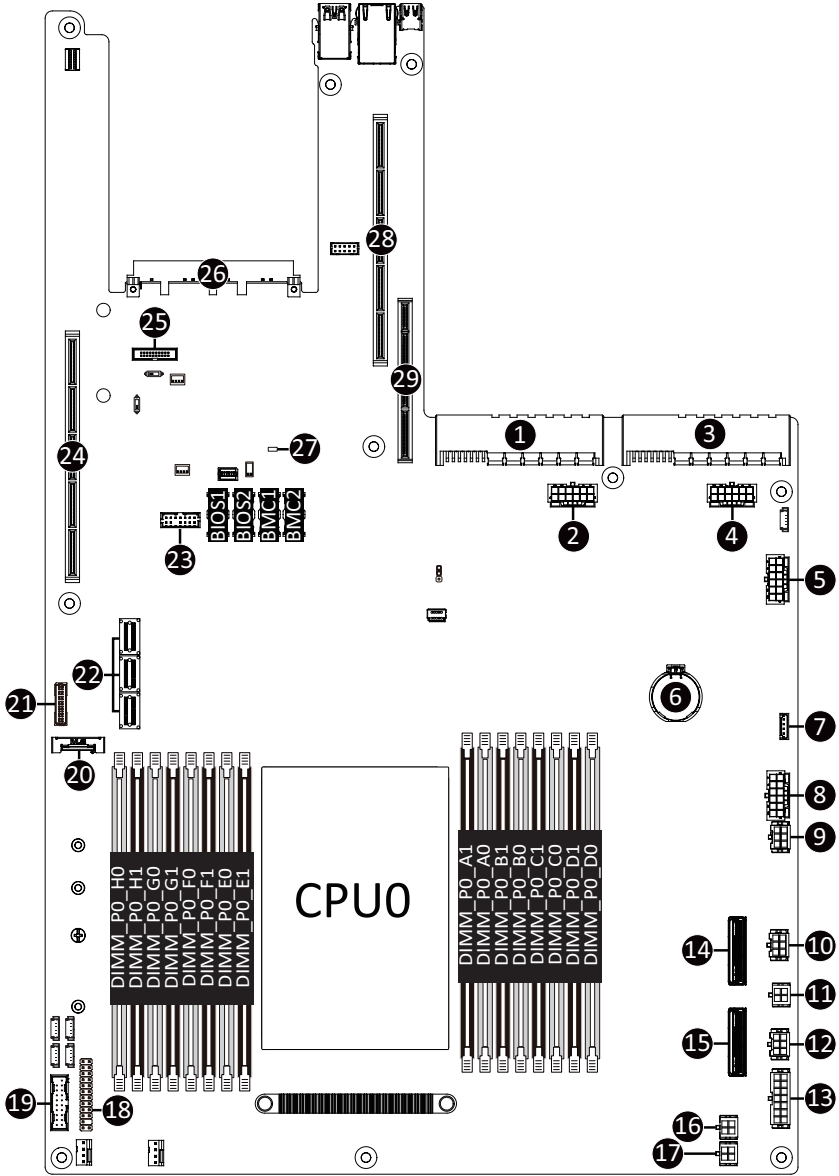 28
26
25
29
1
3
27
24
BIOS1
BIOS2
BMC1
BMC2
2
4
23
5
22
6
21
7
20
8
9
DIMM_P0_H0
DIMM_P0_H1
DIMM_P0_G0
DIMM_P0_G1
DIMM_P0_F0
DIMM_P0_F1
DIMM_P0_E0
DIMM_P0_E1
CPU0
DIMM_P0_A1
DIMM_P0_A0
DIMM_P0_B1
DIMM_P0_B0
DIMM_P0_C1
DIMM_P0_C0
DIMM_P0_D1
DIMM_P0_D0
14
10
11
15
12
19
18
13
16
17